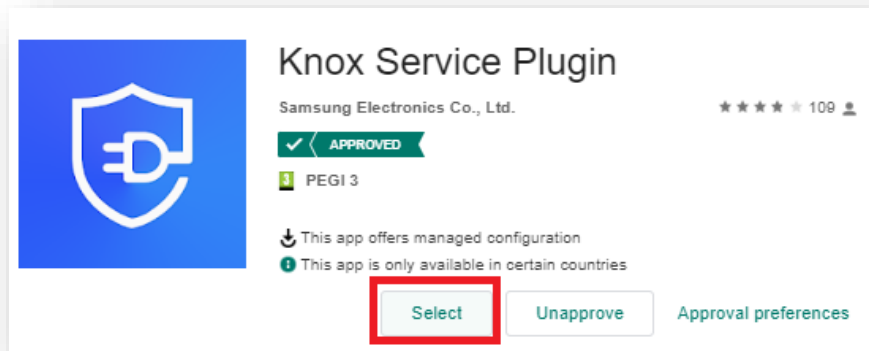 Knox Service Plugin
Samsung Electronics Co., Ltd.
109
APPROVED
3 PEGI 3
This app offers managed configuration
This app is only available in certain countries
Select
Unapprove
Approval preferences